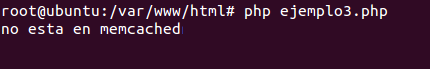 root@ubuntu:/var/www/html# php ejemplo3.php
no esta en memcached